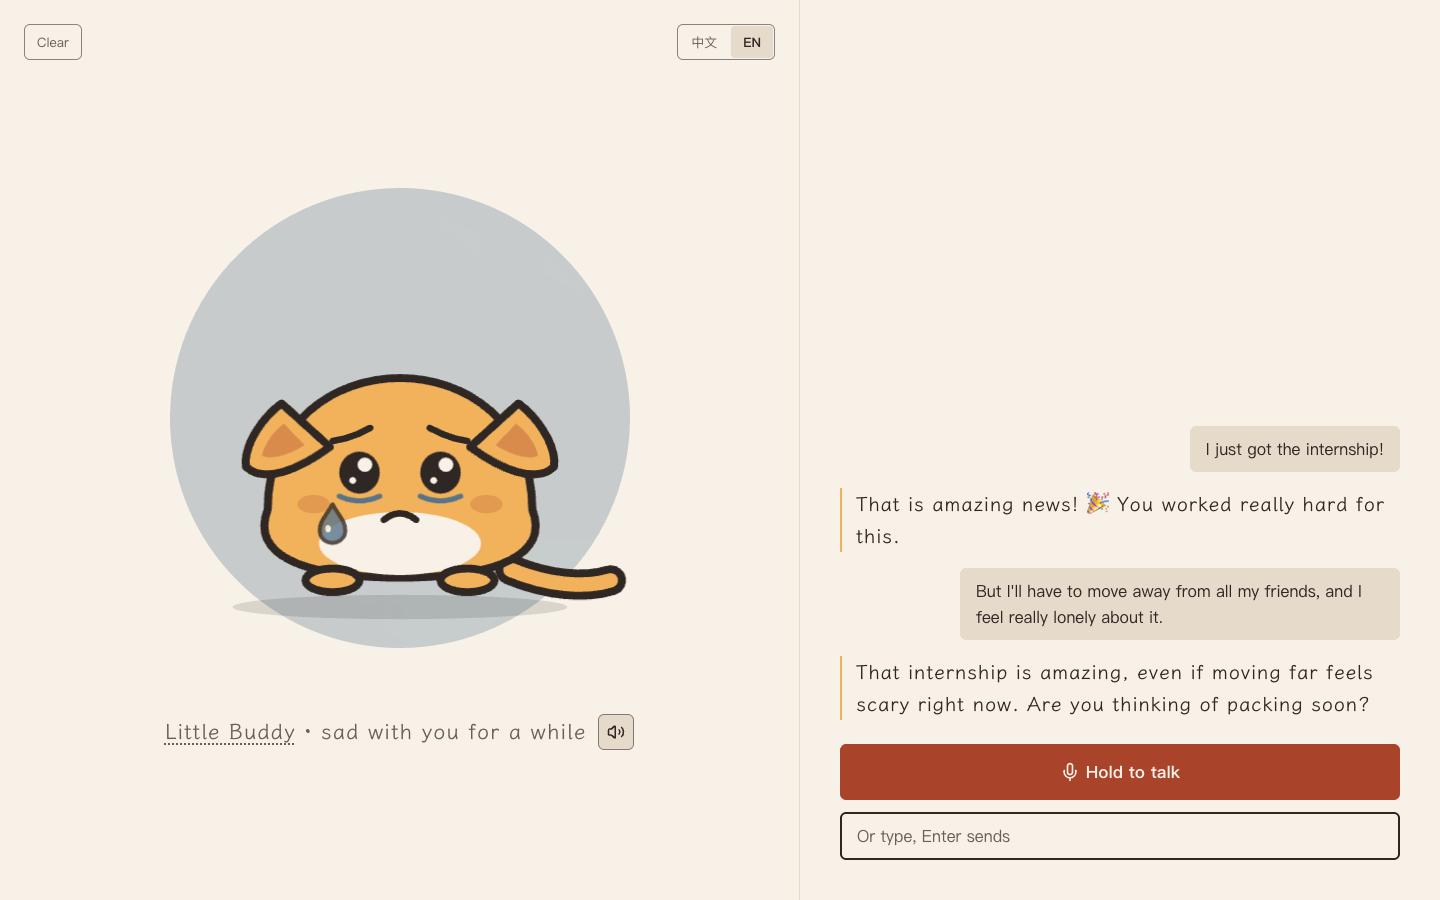 Clear
中文 EN
I just got the internship!
That is amazing news! 🎉 You worked really hard for
this.
But I'll have to move away from all my friends, and I
feel really lonely about it.
That internship is amazing, even if moving far feels
scary right now. Are you thinking of packing soon?
Little Buddy • sad with you for a while
Hold to talk
Or type, Enter sends